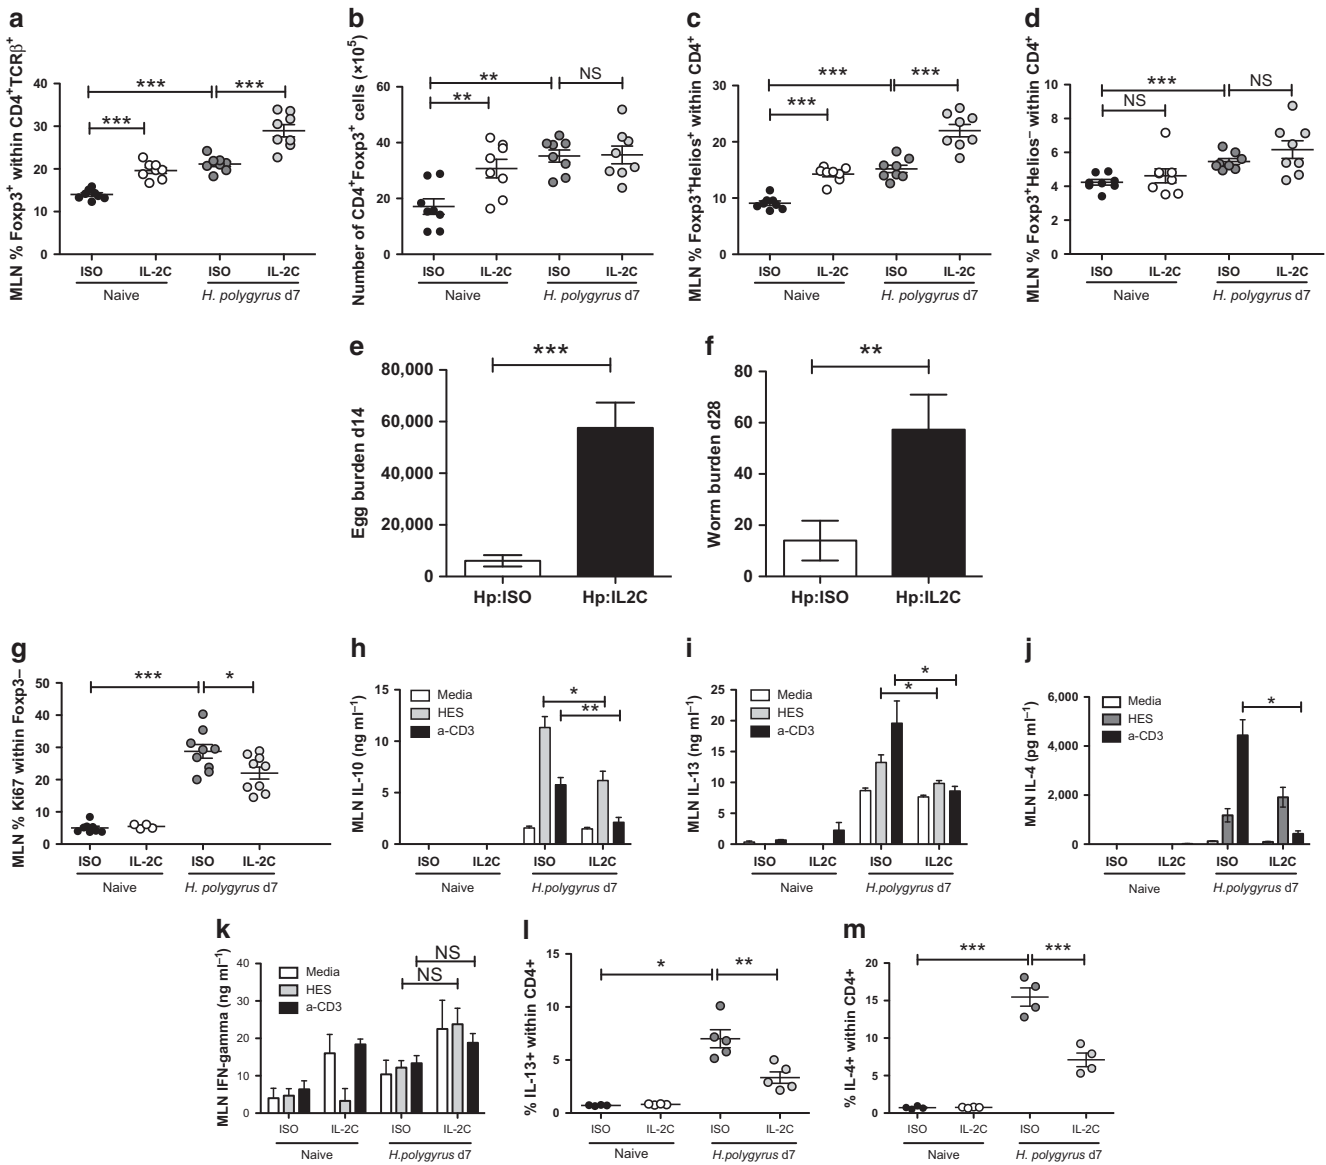 a
MLN % Foxp3⁺ within CD4⁺TCRβ⁺
40
30
20
10
0
***
***
***
ISO
IL-2C
ISO
IL-2C
Naive
H. polygyrus d7
b
Number of CD4⁺Foxp3⁺ cells (×10⁵)
60
40
20
0
**
NS
**
ISO
IL-2C
ISO
IL-2C
Naive
H. polygyrus d7
c
MLN % Foxp3⁺Helios⁺ within CD4⁺
30
20
10
0
***
***
***
ISO
IL-2C
ISO
IL-2C
Naive
H. polygyrus d7
d
MLN % Foxp3⁺Helios⁻ within CD4⁺
10
8
6
4
2
0
***
NS
NS
ISO
IL-2C
ISO
IL-2C
Naive
H. polygyrus d7
e
Egg burden d14
80,000
60,000
40,000
20,000
0
***
Hp:ISO
Hp:IL2C
f
Worm burden d28
80
60
40
20
0
**
Hp:ISO
Hp:IL2C
g
MLN % Ki67 within Foxp3–
50
40
30
20
10
0
***
*
ISO
IL-2C
ISO
IL-2C
Naive
H. polygyrus d7
h
MLN IL-10 (ng ml⁻¹)
15
10
5
0
Media
HES
a-CD3
*
**
ISO
IL'2C
ISO
IL2C
Naive
H.polygyrus d7
i
MLN IL-13 (ng ml⁻¹)
25
20
15
10
5
0
Media
HES
a-CD3
*
*
ISO
IL2C
ISO
IL2C
Naive
H.polygyrus d7
j
MLN IL-4 (pg ml⁻¹)
6,000
4,000
2,000
0
Media
HES
a-CD3
*
ISO
IL2C
ISO
IL2C
Naive
H.polygyrus d7
k
MLN IFN-gamma (ng ml⁻¹)
40
30
20
10
0
Media
HES
a-CD3
NS
NS
ISO
IL-2C
ISO
IL-2C
Naive
H.polygyrus d7
l
% IL-13+ within CD4+
15
10
5
0
*
**
ISO
IL-2C
ISO
IL-2C
Naive
H.polygyrus d7
m
% IL-4+ within CD4+
20
15
10
5
0
***
***
ISO
IL-2C
ISO
IL-2C
Naive
H. polygyrus d7